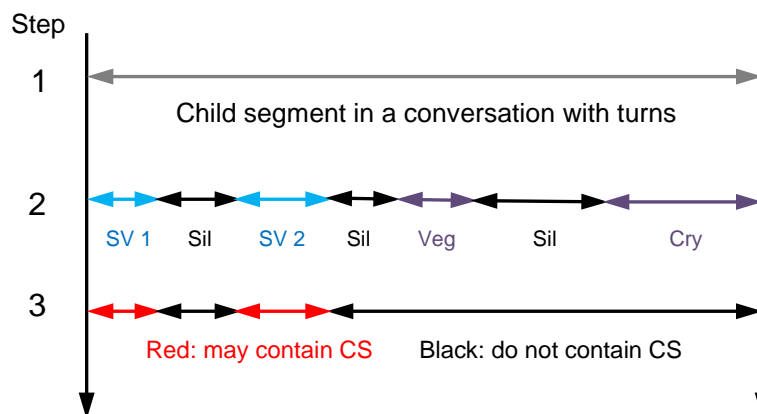 Step
1
Child segment in a conversation with turns
2
SV 1 Sil SV 2 Sil Veg Sil Cry
3
Red: may contain CS Black: do not contain CS